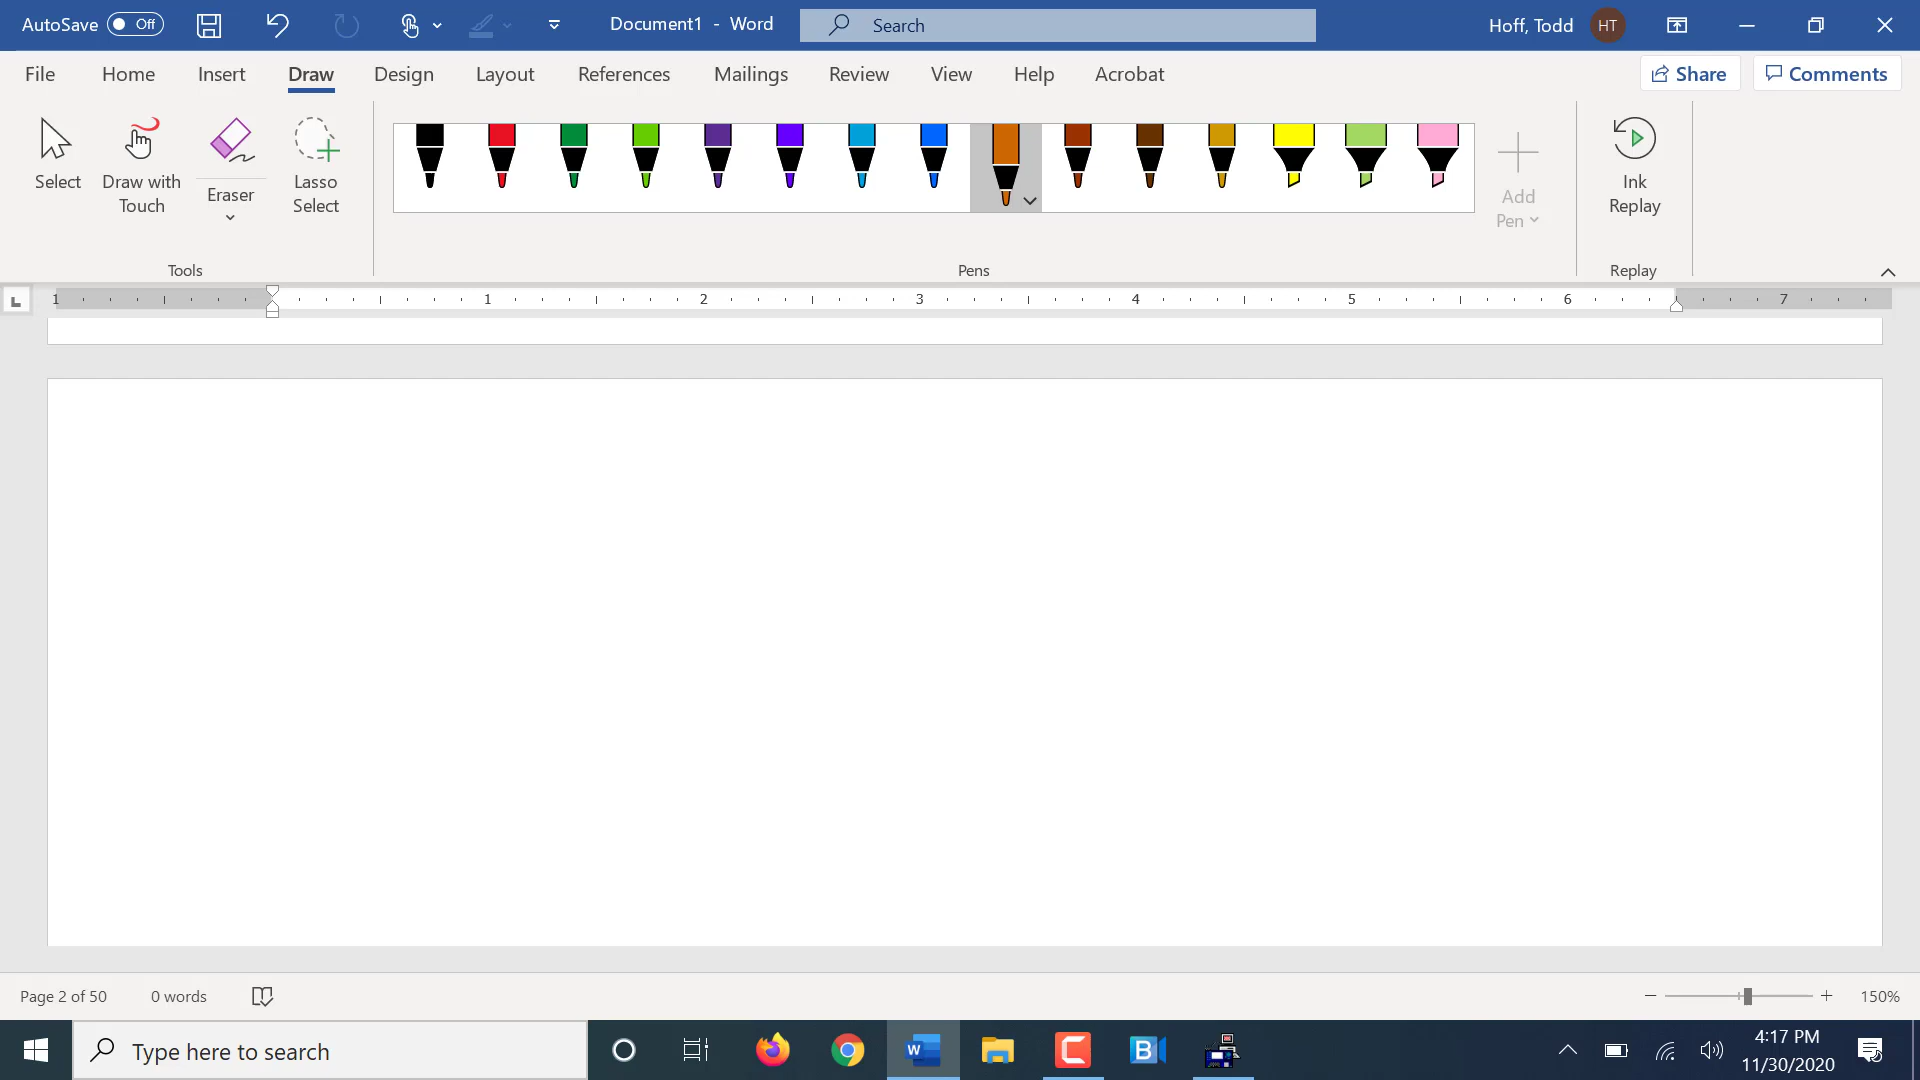 AutoSave Off Document1 - Word Search Hoff, Todd HT
File Home Insert Draw Design Layout References Mailings Review View Help Acrobat Share Comments
Select
Draw with
Touch
Eraser
Lasso
Select
Add
Pen
Ink
Replay
Tools Pens Replay
1 1 2 3 4 5 6 7
Page 2 of 50 0 words 150%
Type here to search
4:17 PM
11/30/2020